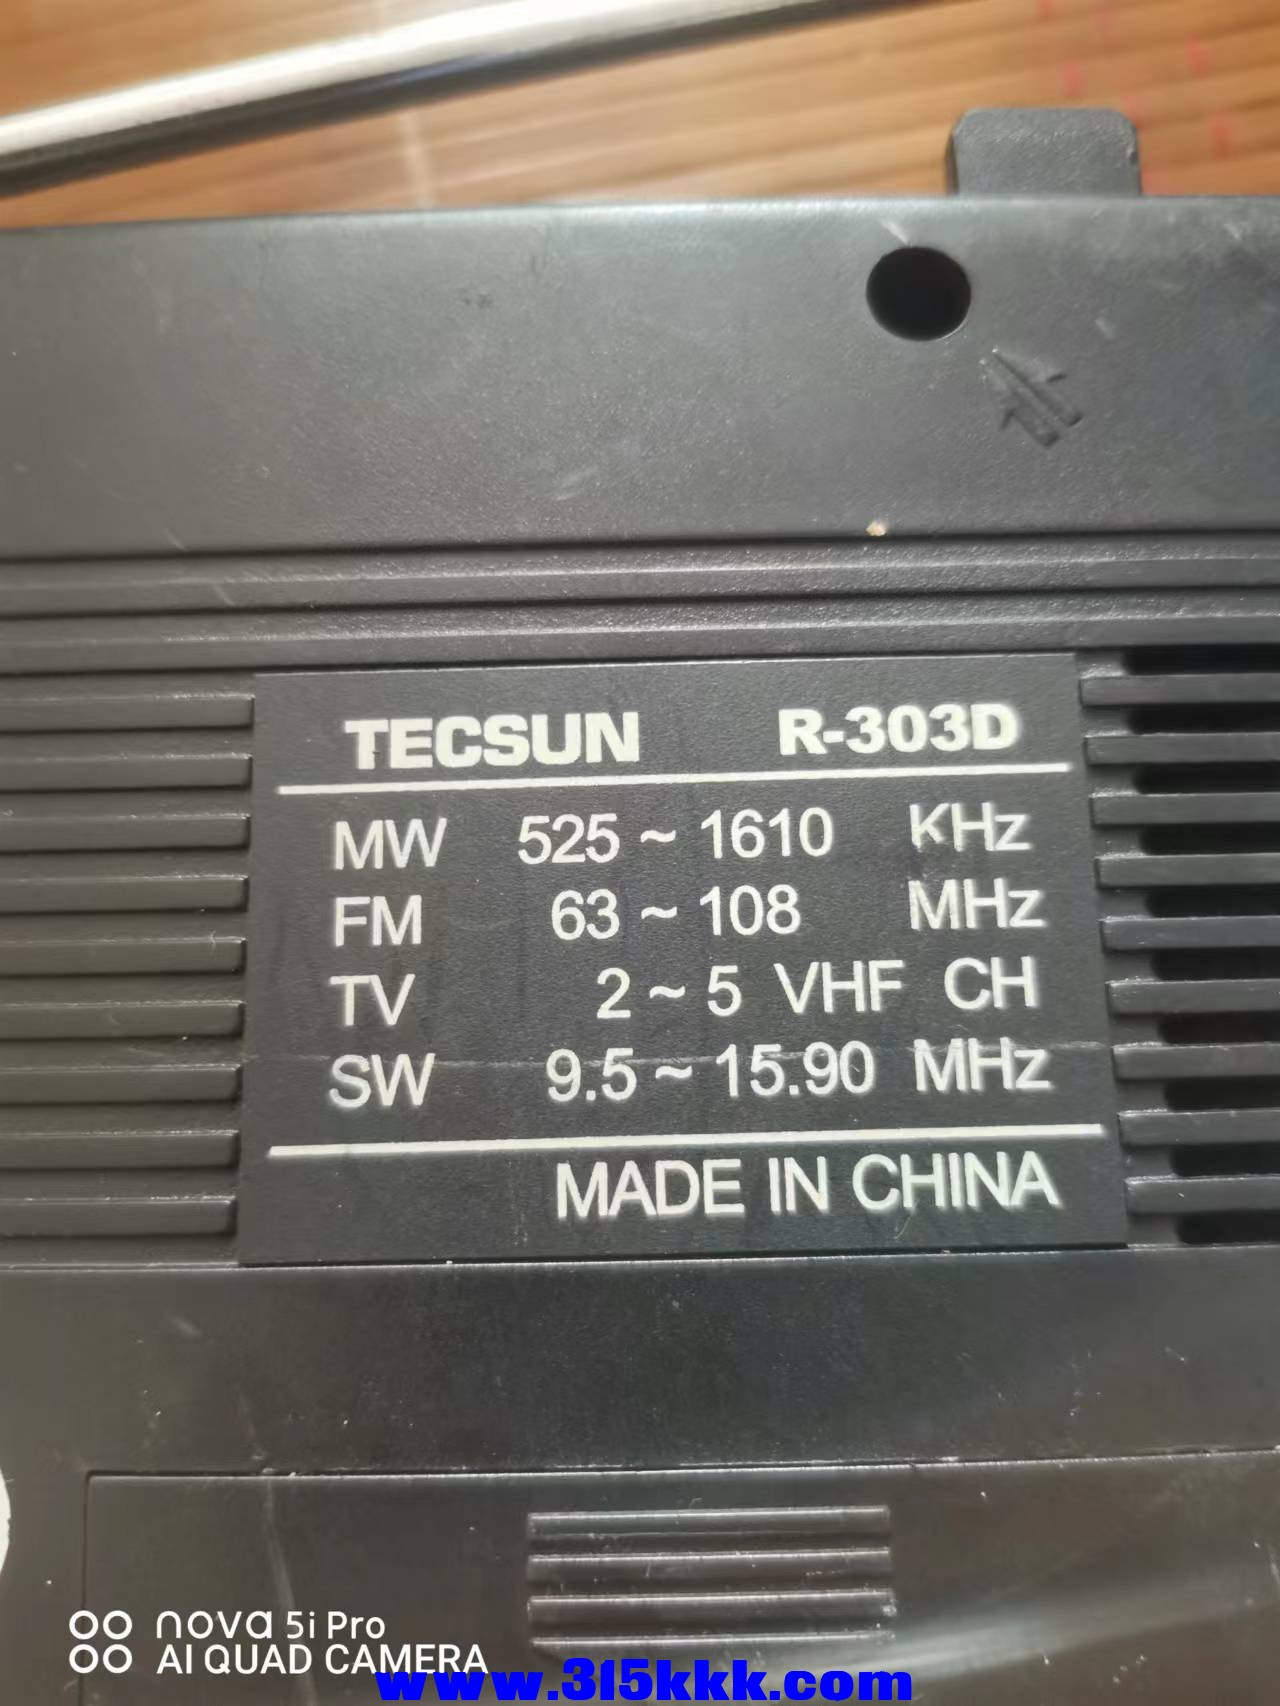 TECSUN R-303D
MW 525 ~ 1610 KHz
FM 63 ~ 108 MHz
TV 2 ~ 5 VHF CH
SW 9.5 ~ 15.90 MHz
MADE IN CHINA
nova 5i Pro
AI QUAD CAMERA
www.315kkk.com